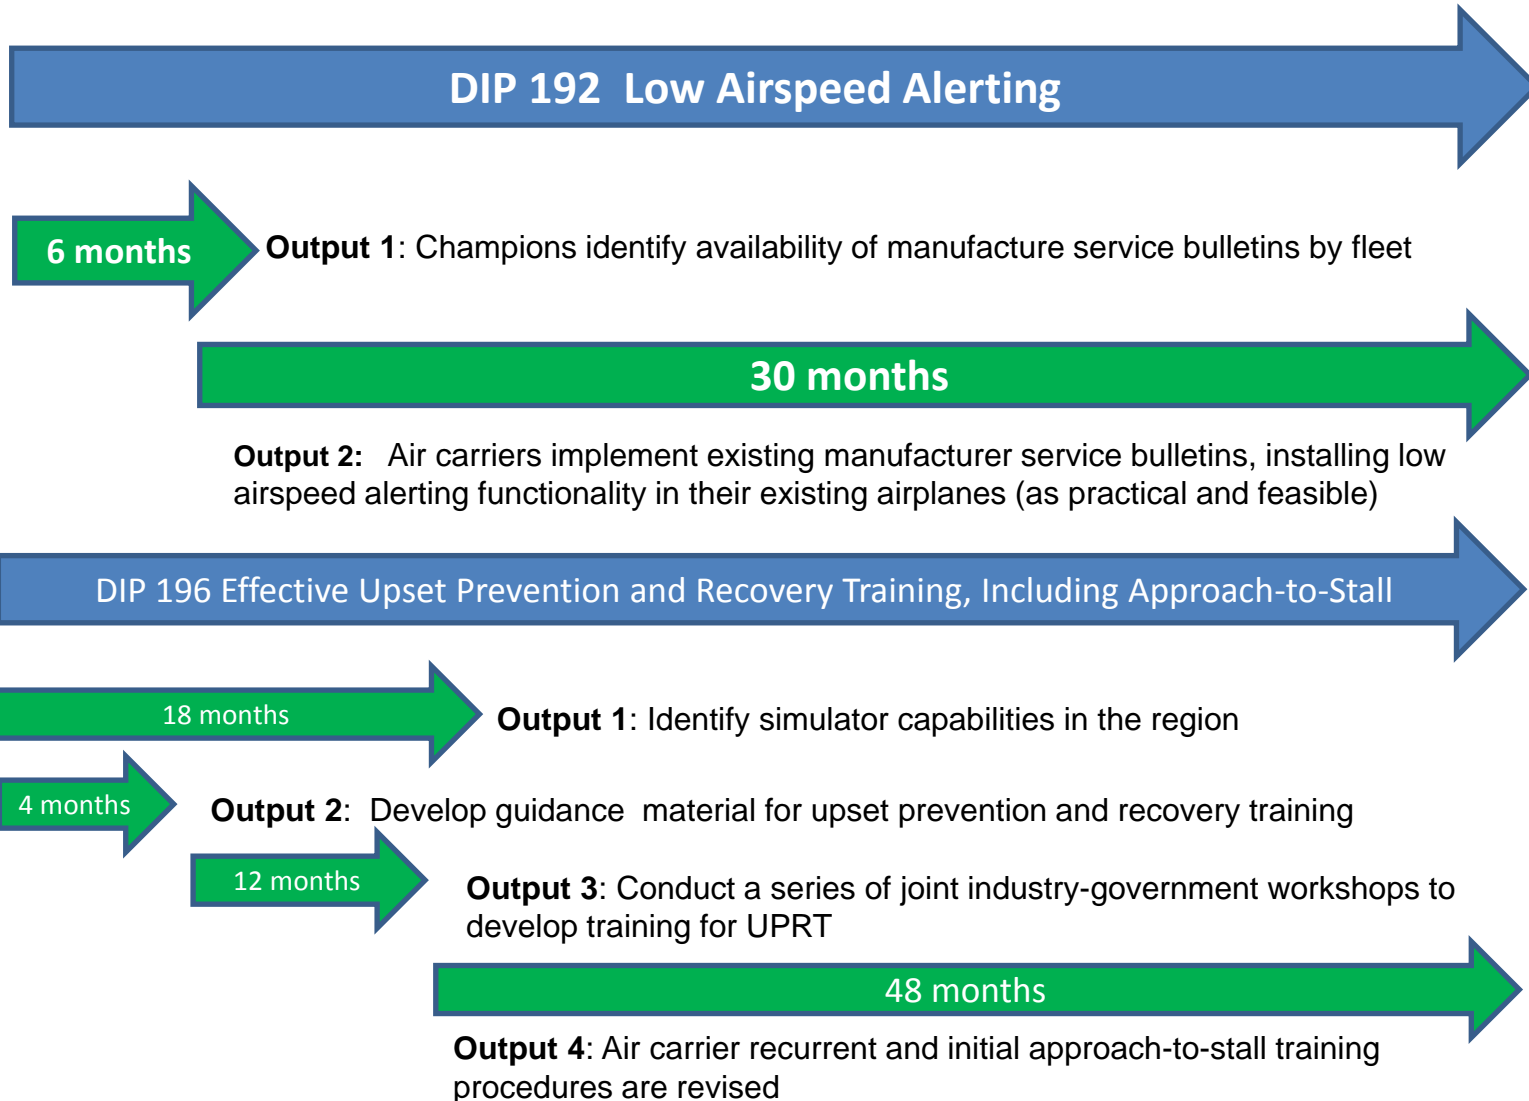 DIP 192  Low Airspeed Alerting
6 months
Output 1: Champions identify availability of manufacture service bulletins by fleet
30 months
Output 2:   Air carriers implement existing manufacturer service bulletins, installing low
airspeed alerting functionality in their existing airplanes (as practical and feasible)
DIP 196 Effective Upset Prevention and Recovery Training, Including Approach-to-Stall
18 months
Output 1: Identify simulator capabilities in the region
4 months
Output 2:  Develop guidance  material for upset prevention and recovery training
12 months
Output 3: Conduct a series of joint industry-government workshops to
develop training for UPRT
48 months
Output 4: Air carrier recurrent and initial approach-to-stall training
procedures are revised